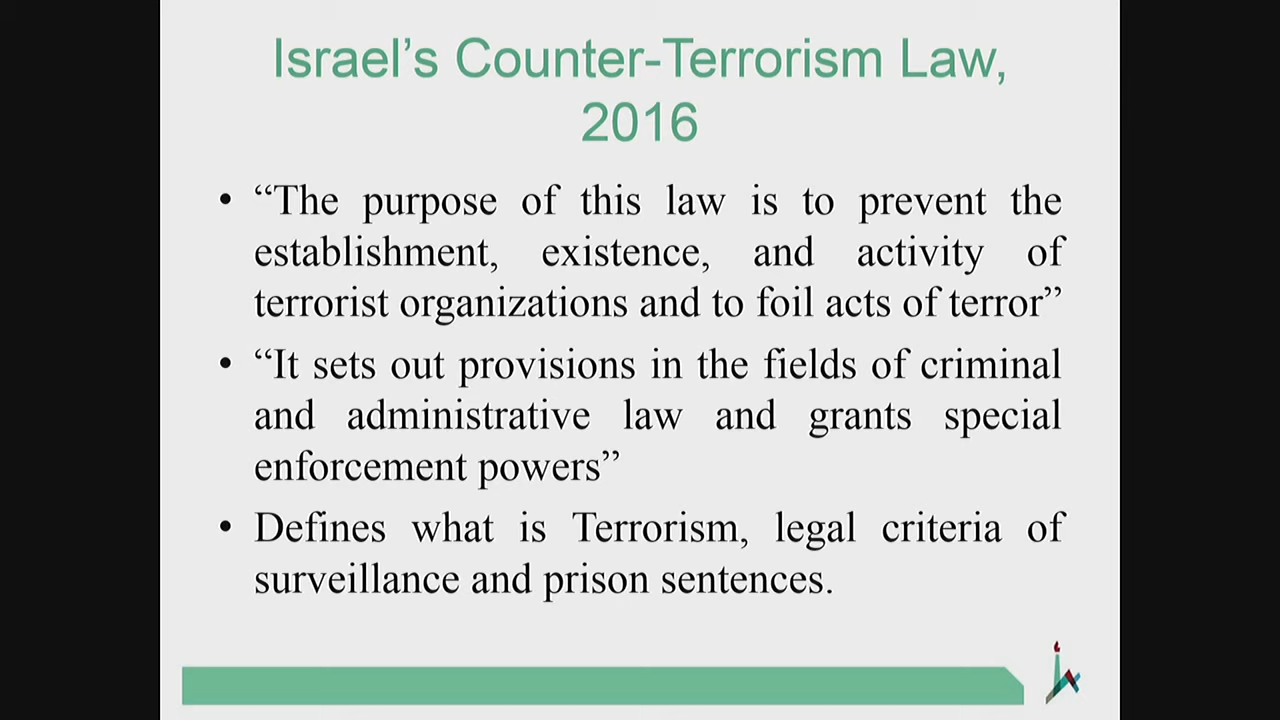 Israel’s Counter-Terrorism Law,
2016
• “The purpose of this law is to prevent the
establishment, existence, and activity of
terrorist organizations and to foil acts of terror”
• “It sets out provisions in the fields of criminal
and administrative law and grants special
enforcement powers”
• Defines what is Terrorism, legal criteria of
surveillance and prison sentences.